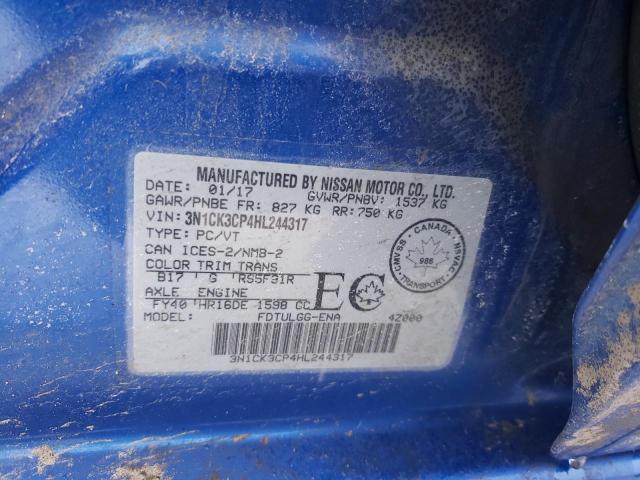 MANUFACTURED BY NISSAN MOTOR CO., LTD.
DATE: 01/17 GVWR/PNBV: 1537 KG
GAWR/PNBE FR: 827 KG RR: 750 KG
VIN: 3N1CK3CP4HL244317
TYPE: PC/VT
CAN ICES-2/NMB-2
COLOR TRIM TRANS
B17 G RS5F91R
AXLE ENGINE
FY40 HR16DE 1598 CC
EC
MODEL: FDTULGG-ENA 4Z000
3N1CK3CP4HL244317
CANADA
CMVSS
NSVAC
986
TRANSPORT